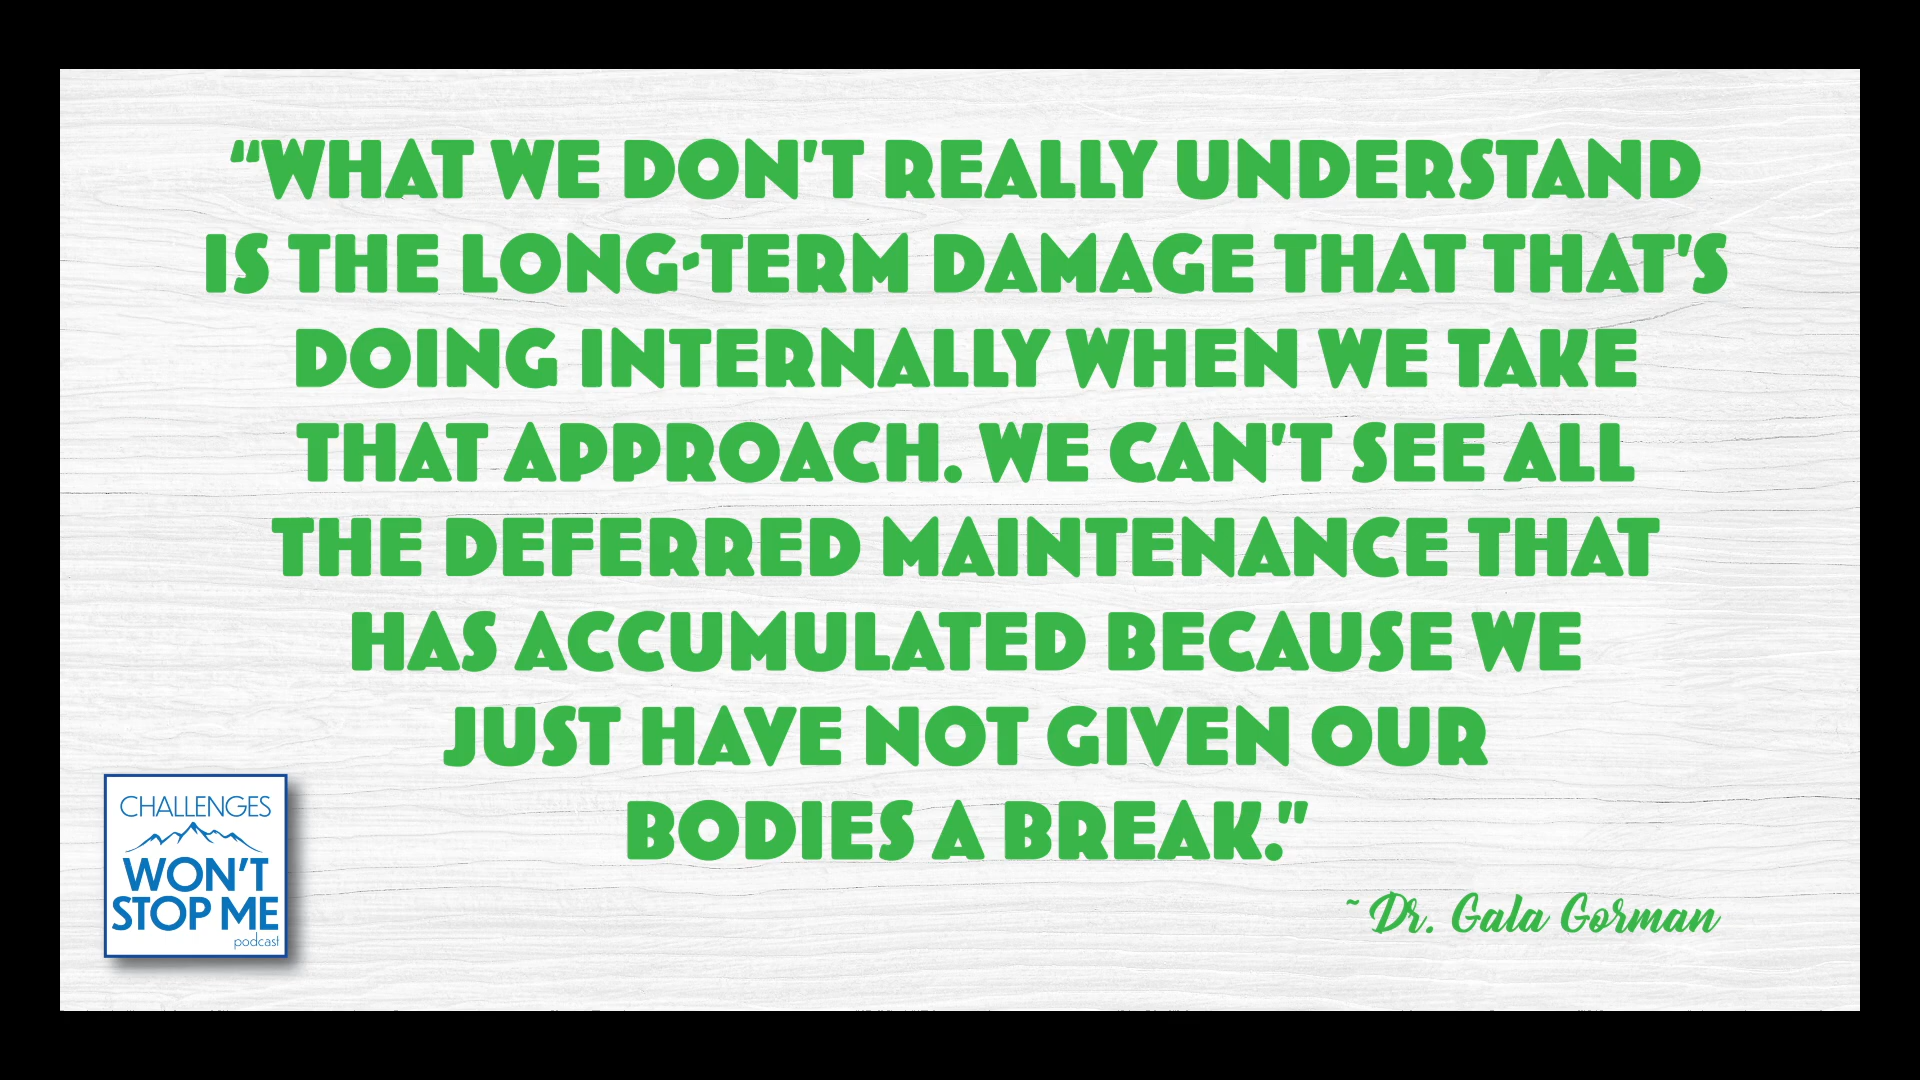 “WHAT WE DON'T REALLY UNDERSTAND
IS THE LONG-TERM DAMAGE THAT THAT'S
DOING INTERNALLY WHEN WE TAKE
THAT APPROACH. WE CAN'T SEE ALL
THE DEFERRED MAINTENANCE THAT
HAS ACCUMULATED BECAUSE WE
JUST HAVE NOT GIVEN OUR
BODIES A BREAK.”
~ Dr. Gala Gorman
CHALLENGES
WON'T
STOP ME
podcast